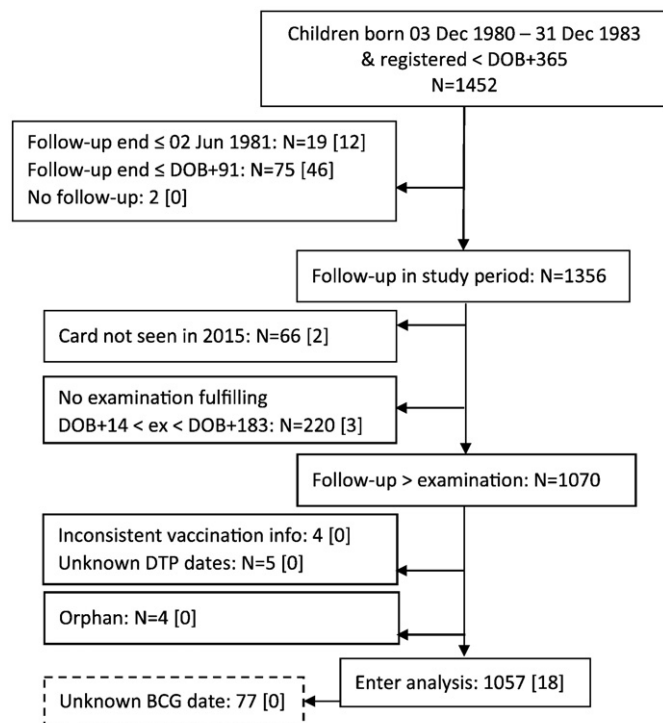 Children born 03 Dec 1980 – 31 Dec 1983
& registered < DOB+365
N=1452
Follow-up end ≤ 02 Jun 1981: N=19 [12]
Follow-up end ≤ DOB+91: N=75 [46]
No follow-up: 2 [0]
Follow-up in study period: N=1356
Card not seen in 2015: N=66 [2]
No examination fulfilling
DOB+14 < ex < DOB+183: N=220 [3]
Follow-up > examination: N=1070
Inconsistent vaccination info: 4 [0]
Unknown DTP dates: N=5 [0]
Orphan: N=4 [0]
Enter analysis: 1057 [18]
Unknown BCG date: 77 [0]